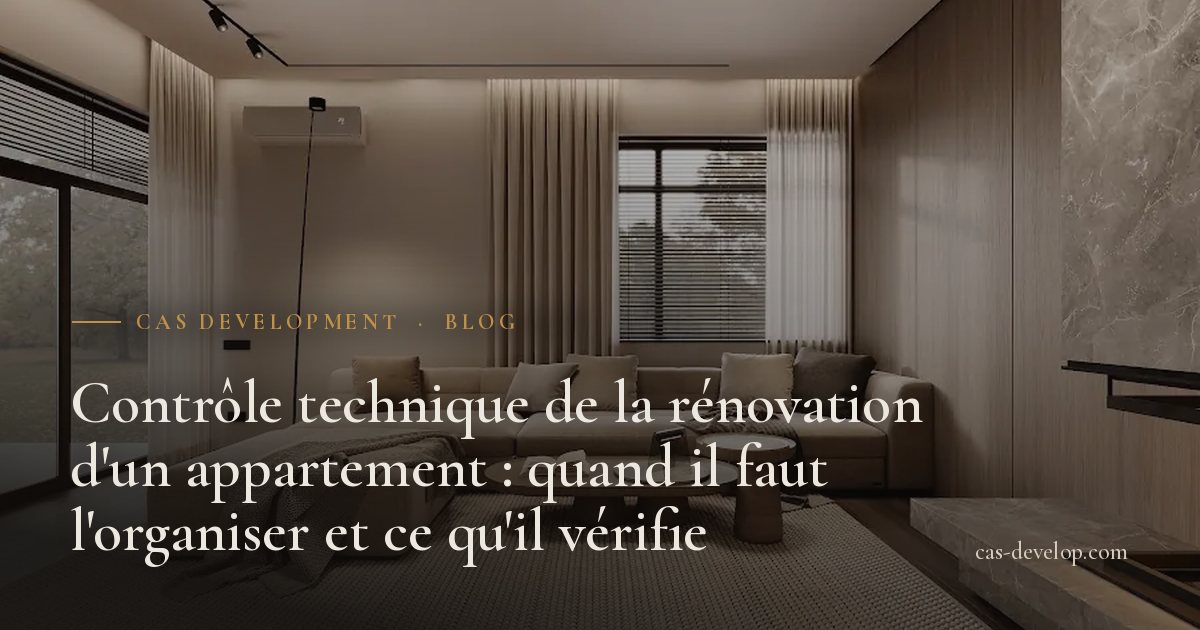 CAS DEVELOPMENT · BLOG
Contrôle technique de la rénovation
d'un appartement : quand il faut
l'organiser et ce qu'il vérifie
cas-develop.com